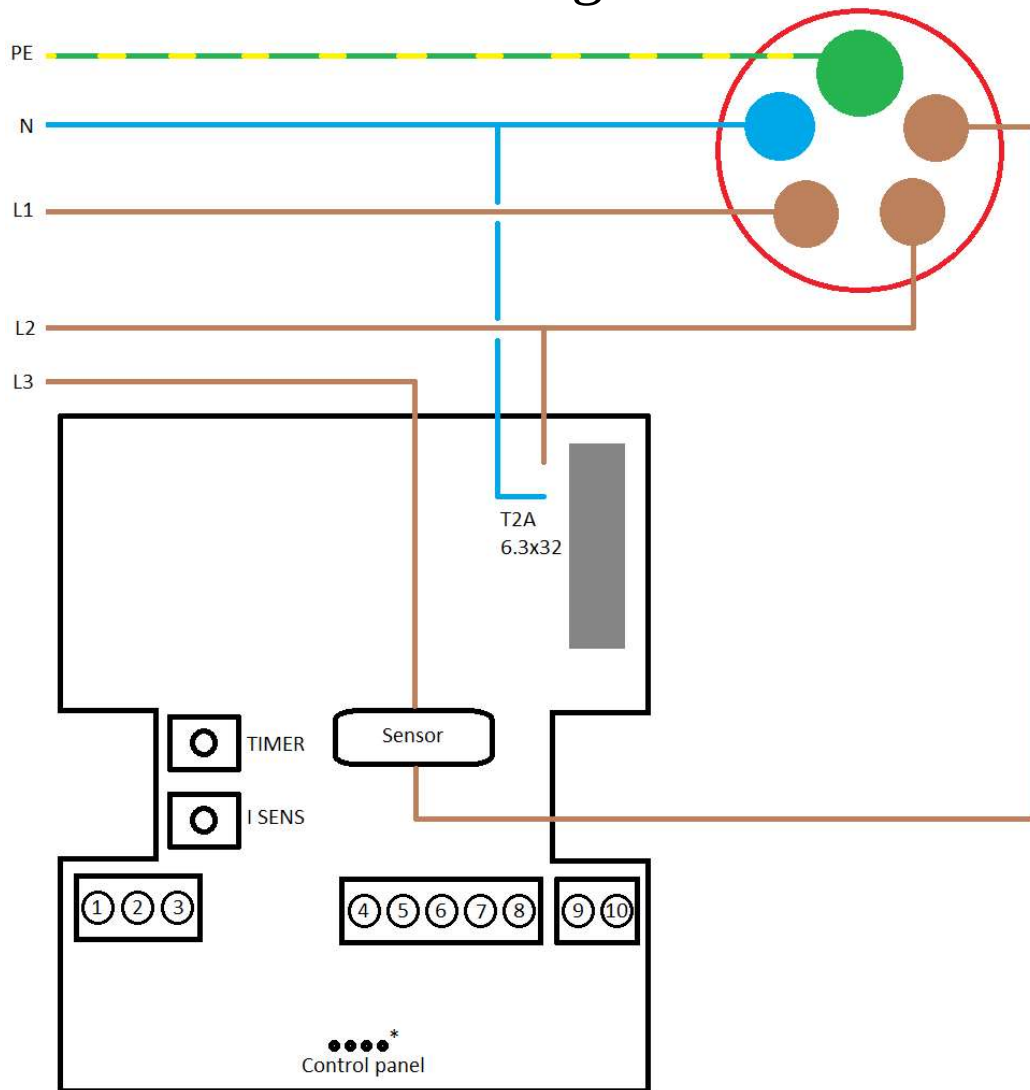 PE
N
L1
L2
L3
T2A
6.3x32
TIMER
Sensor
I SENS
1 2 3
4 5 6 7 8
9 10
*
Control panel